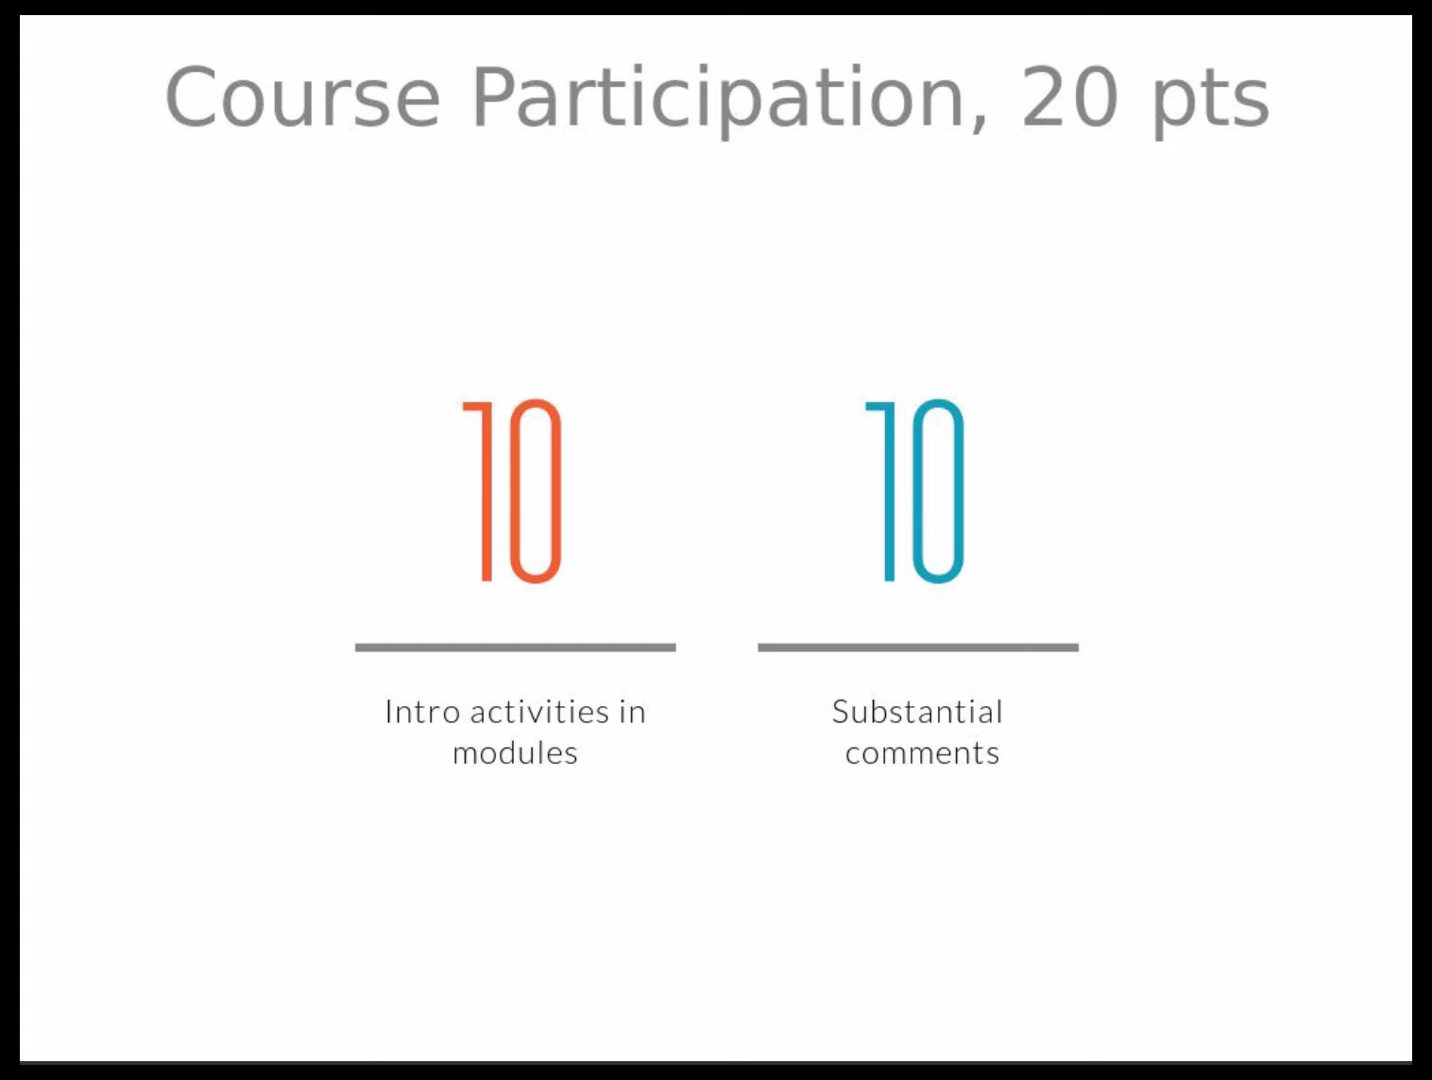 Course Participation, 20 pts
10
10
Intro activities in
modules
Substantial
comments